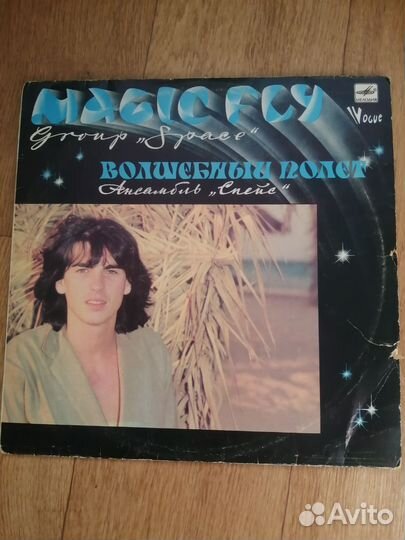 MAGIC FLY
МЕЛОДИЯ
Group „Space“
Vogue
ВОЛШЕБНЫЙ ПОЛЕТ
Ансамбль „Спейс“
Avito